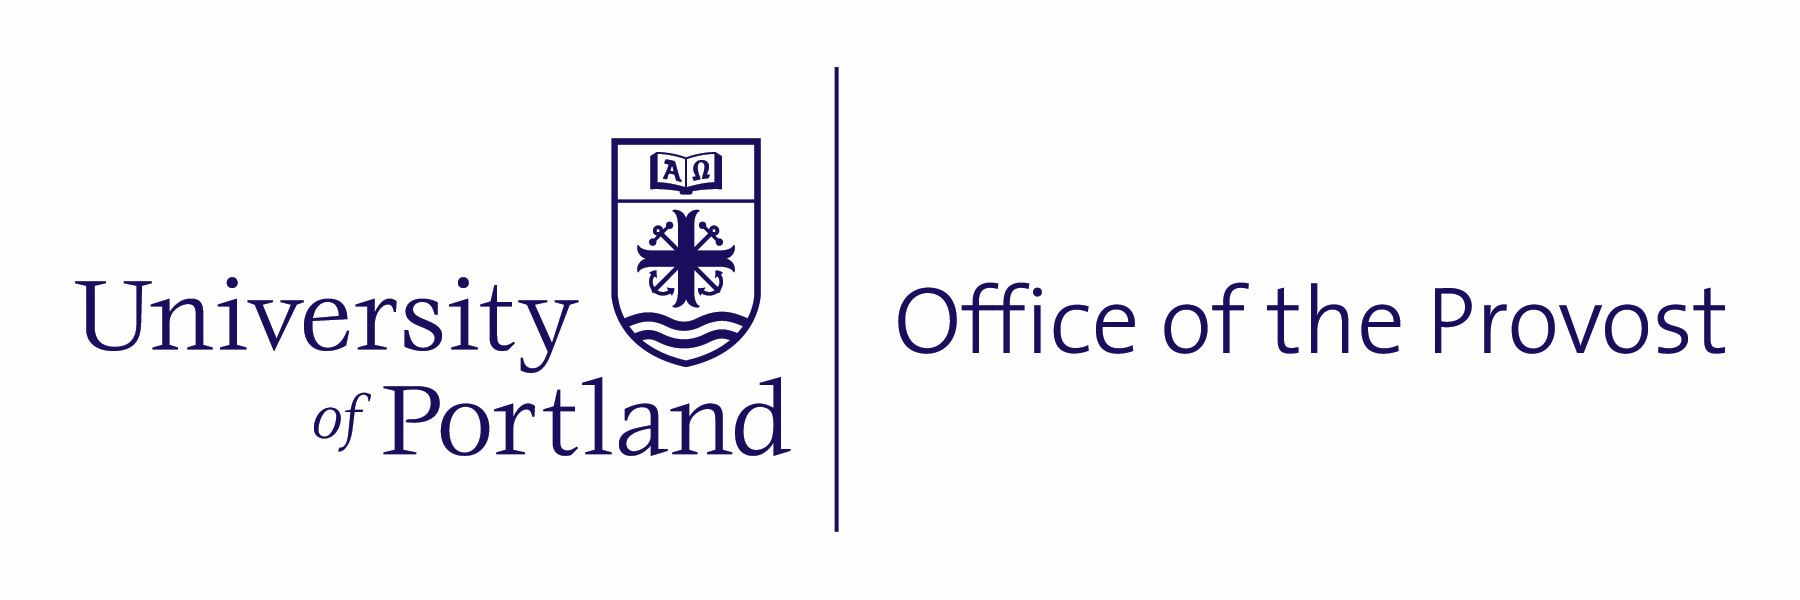 ΑΩ
University
of Portland
Office of the Provost